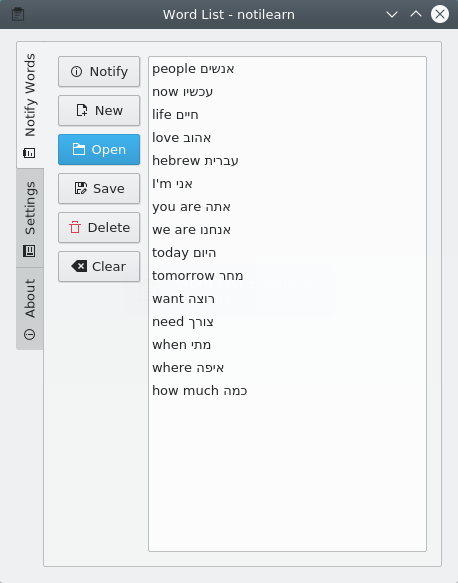 Word List - notilearn
Notify Words
Settings
About
Notify
New
Open
Save
Delete
Clear
people אנשים
now עכשיו
life חיים
love אהוב
hebrew עברית
I'm אני
you are אתה
we are אנחנו
today היום
tomorrow מחר
want רוצה
need צורך
when מתי
where איפה
how much כמה